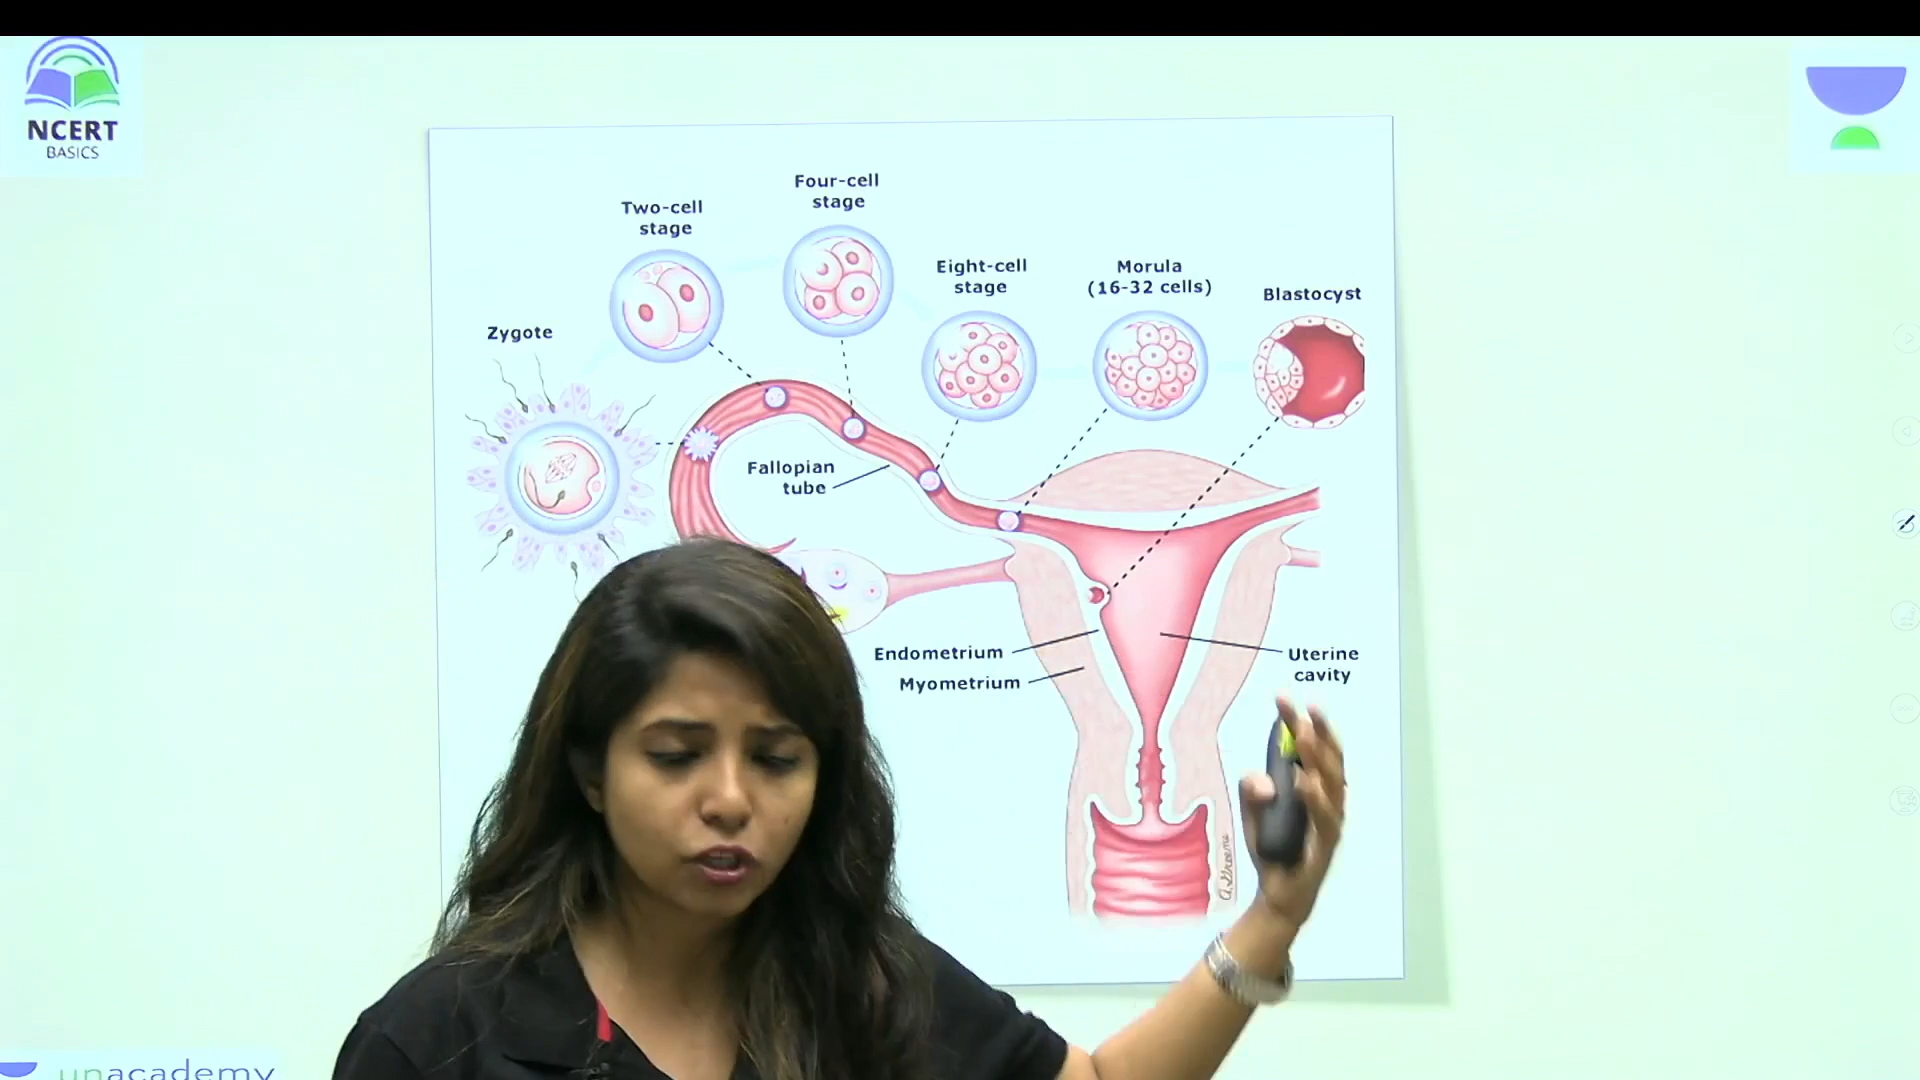 NCERT
BASICS
Four-cell
stage
Two-cell
stage
Eight-cell
stage
Morula
(16-32 cells)
Blastocyst
Zygote
Fallopian
tube
Endometrium
Myometrium
Uterine
cavity
A.Greene
unacademy